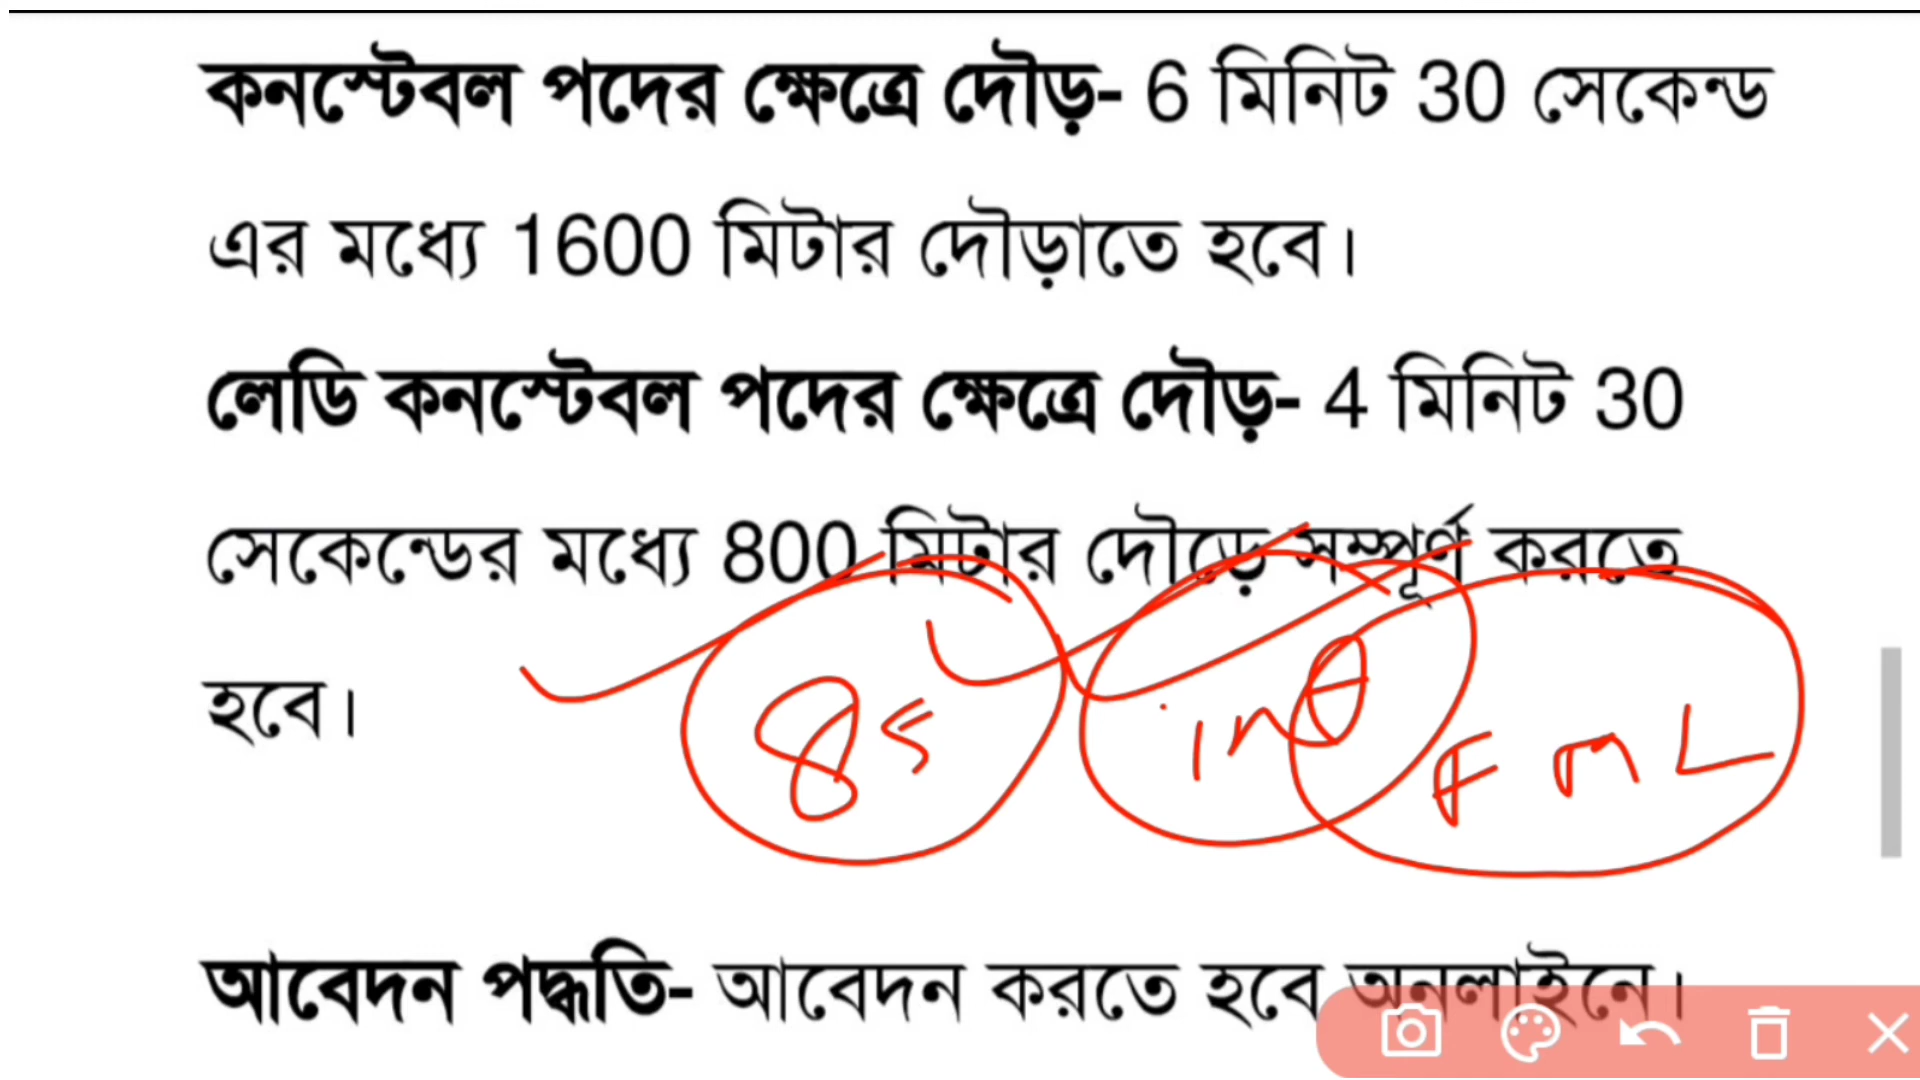 কনস্টেবল পদের ক্ষেত্রে দৌড়- 6 মিনিট 30 সেকেন্ড
এর মধ্যে 1600 মিটার দৌড়াতে হবে।
লেডি কনস্টেবল পদের ক্ষেত্রে দৌড়- 4 মিনিট 30
সেকেন্ডের মধ্যে 800 মিটার দৌড়ে সম্পূর্ণ করতে
হবে।
আবেদন পদ্ধতি- আবেদন করতে হবে অনলাইনে।